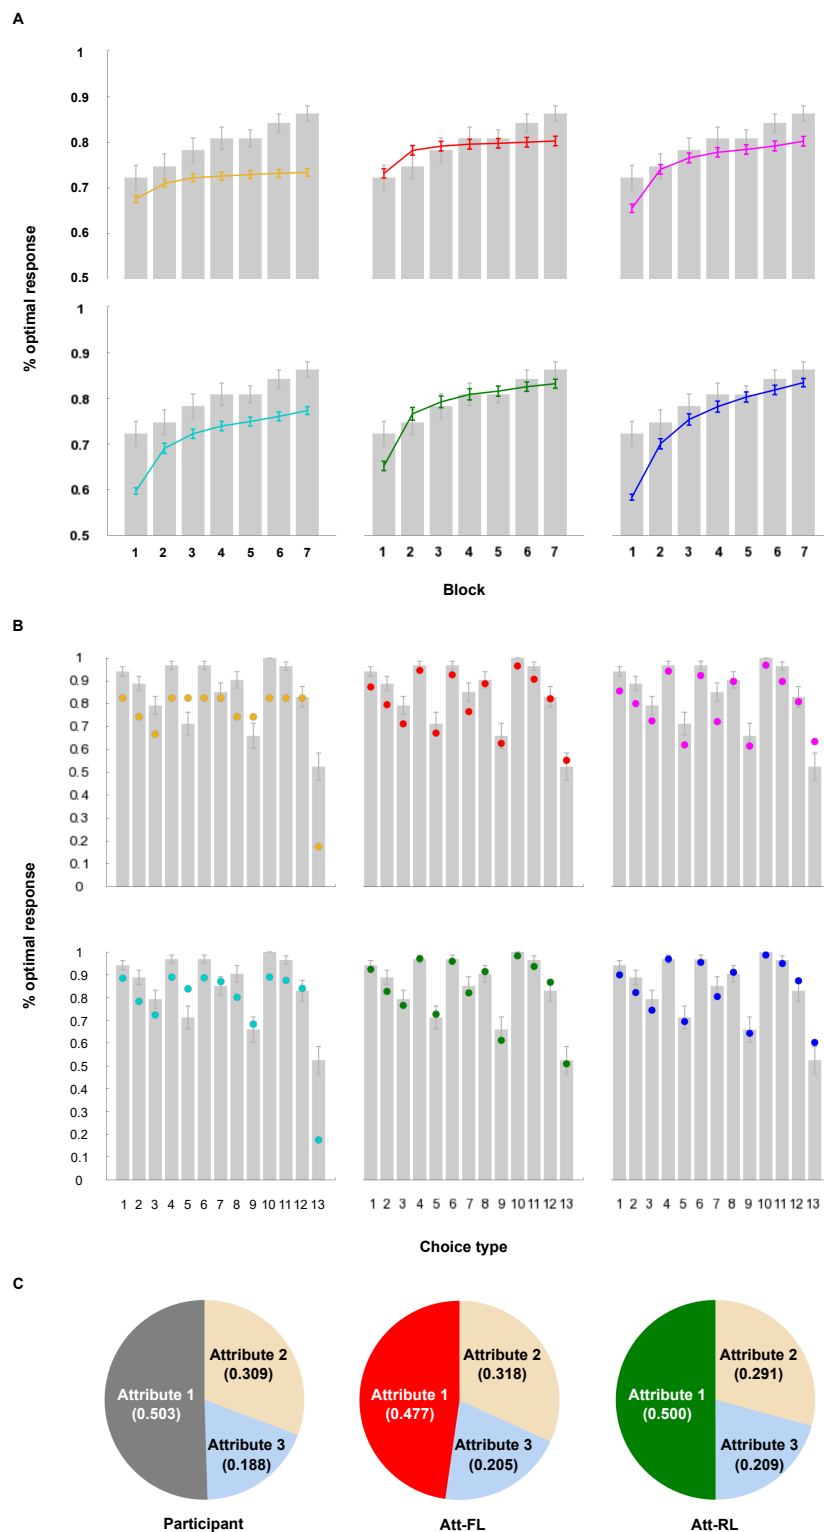 A
1
0.9
0.8
0.7
0.6
0.5
1
0.9
0.8
0.7
0.6
0.5
% optimal response
1 2 3 4 5 6 7
1 2 3 4 5 6 7
1 2 3 4 5 6 7
Block
B
1
0.9
0.8
0.7
0.6
0.5
0.4
0.3
0.2
0.1
0
1
0.9
0.8
0.7
0.6
0.5
0.4
0.3
0.2
0.1
0
% optimal response
1 2 3 4 5 6 7 8 9 10 11 12 13
1 2 3 4 5 6 7 8 9 10 11 12 13
1 2 3 4 5 6 7 8 9 10 11 12 13
Choice type
C
Attribute 1
(0.503)
Attribute 2
(0.309)
Attribute 3
(0.188)
Participant
Attribute 1
(0.477)
Attribute 2
(0.318)
Attribute 3
(0.205)
Att-FL
Attribute 1
(0.500)
Attribute 2
(0.291)
Attribute 3
(0.209)
Att-RL